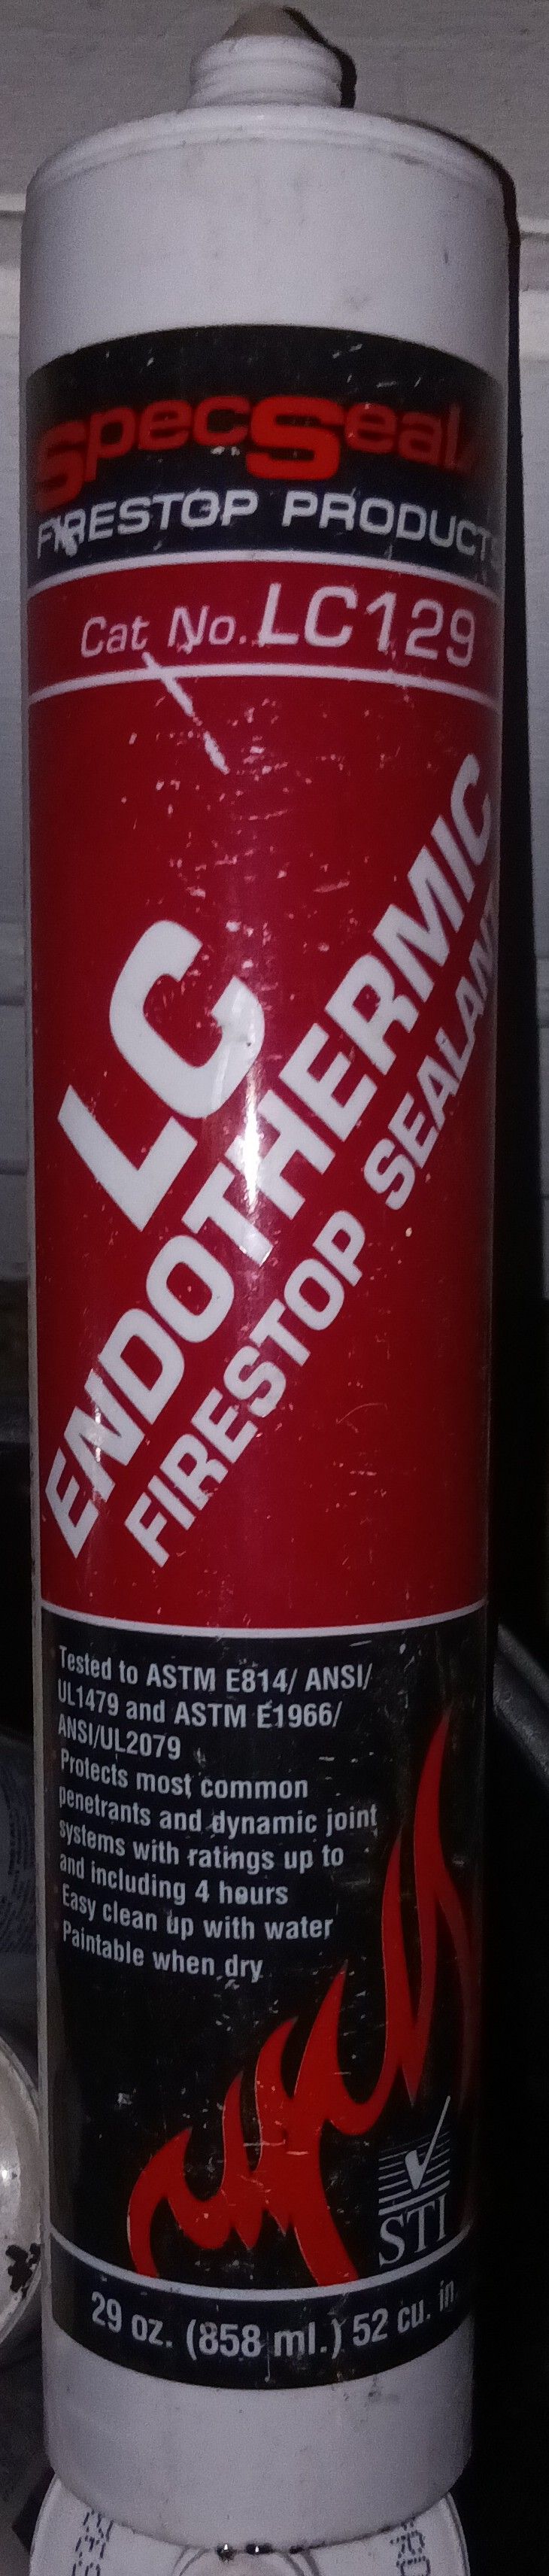 SpecSeal
FIRESTOP PRODUCTS
Cat No. LC129
LC
ENDOTHERMIC
FIRESTOP SEALANT
Tested to ASTM E814/ ANSI/
UL1479 and ASTM E1966/
ANSI/UL2079
Protects most common
penetrants and dynamic joint
systems with ratings up to
and including 4 hours
Easy clean up with water
Paintable when dry
STI
29 oz. (858 ml.) 52 cu. in.